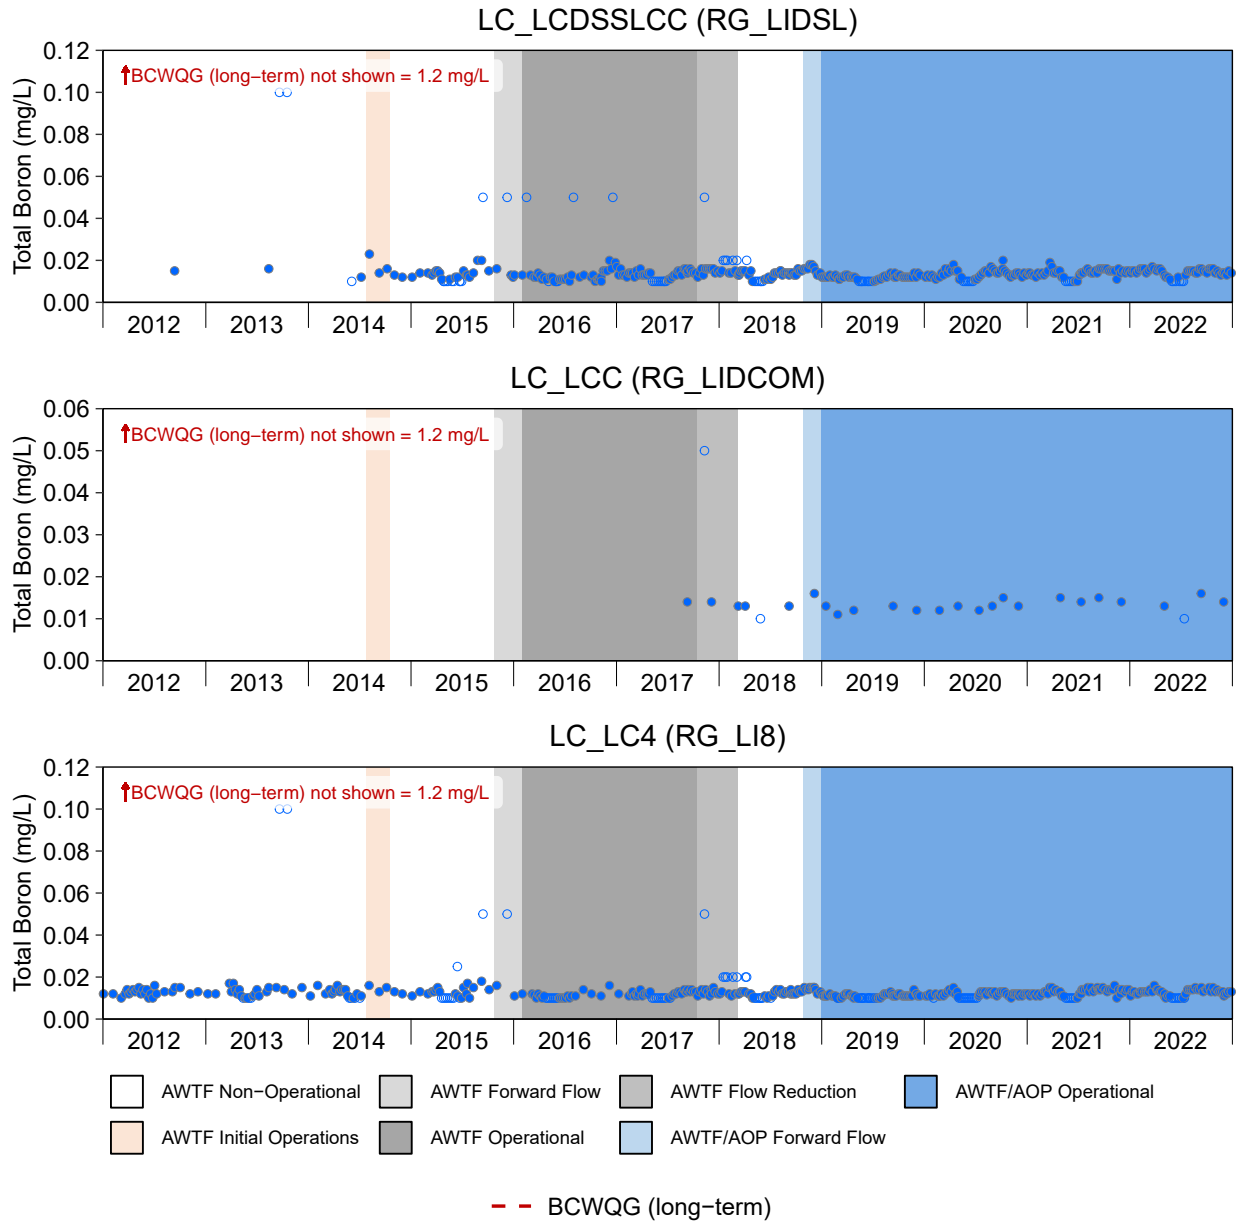 LC_LCDSSLCC (RG_LIDSL)
Total Boron (mg/L)
0.12
0.10
0.08
0.06
0.04
0.02
0.00
BCWQG (long−term) not shown = 1.2 mg/L
2012 2013 2014 2015 2016 2017 2018 2019 2020 2021 2022
LC_LCC (RG_LIDCOM)
Total Boron (mg/L)
0.06
0.05
0.04
0.03
0.02
0.01
0.00
BCWQG (long−term) not shown = 1.2 mg/L
2012 2013 2014 2015 2016 2017 2018 2019 2020 2021 2022
LC_LC4 (RG_LI8)
Total Boron (mg/L)
0.12
0.10
0.08
0.06
0.04
0.02
0.00
BCWQG (long−term) not shown = 1.2 mg/L
2012 2013 2014 2015 2016 2017 2018 2019 2020 2021 2022
AWTF Non−Operational AWTF Forward Flow AWTF Flow Reduction AWTF/AOP Operational
AWTF Initial Operations AWTF Operational AWTF/AOP Forward Flow
BCWQG (long−term)